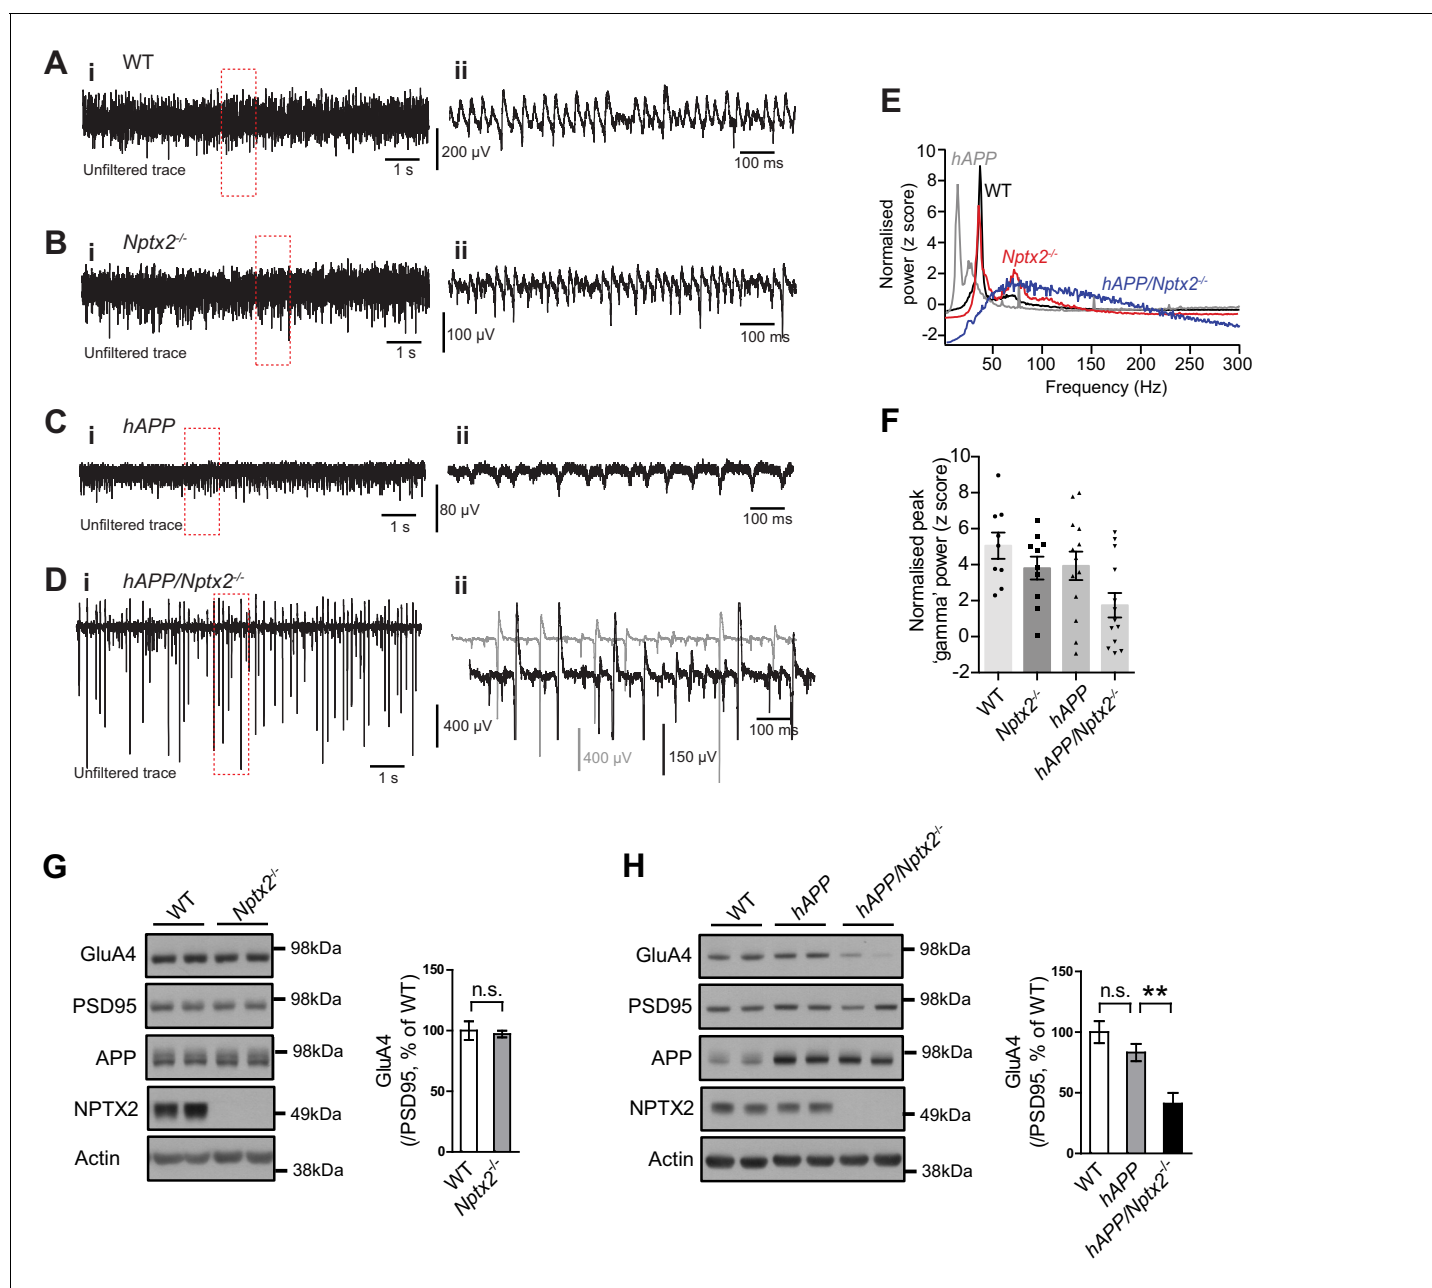 A
i
WT
ii
Unfiltered trace
1 s
200 µV
100 ms
B
i
Nptx2-/-
ii
Unfiltered trace
1 s
100 µV
100 ms
C
i
hAPP
ii
Unfiltered trace
1 s
80 µV
100 ms
D
i
hAPP/Nptx2-/-
ii
Unfiltered trace
1 s
400 µV
400 µV
150 µV
100 ms
E
Normalised
power (z score)
10
8
6
4
2
0
-2
hAPP
WT
Nptx2-/-
hAPP/Nptx2-/-
50 100 150 200 250 300
Frequency (Hz)
F
Normalised peak
'gamma' power (z score)
10
8
6
4
2
0
-2
WT
Nptx2-/-
hAPP
hAPP/Nptx2-/-
G
WT Nptx2-/-
GluA4 98kDa
PSD95 98kDa
APP 98kDa
NPTX2 49kDa
Actin 38kDa
GluA4
(/PSD95, % of WT)
150
100
50
0
n.s.
WT
Nptx2-/-
H
WT hAPP hAPP/Nptx2-/-
GluA4 98kDa
PSD95 98kDa
APP 98kDa
NPTX2 49kDa
Actin 38kDa
GluA4
(/PSD95, % of WT)
150
100
50
0
n.s. **
WT
hAPP
hAPP/Nptx2-/-